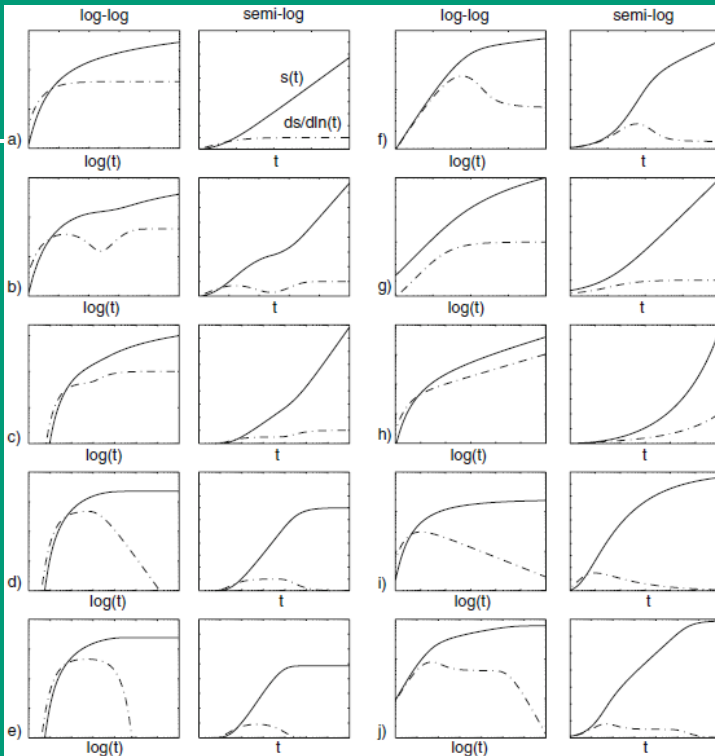 log-log semi-log log-log semi-log
s(t)
ds/dln(t)
a) f)
log(t) t log(t) t
b) g)
log(t) t log(t) t
c) h)
log(t) t log(t) t
d) i)
log(t) t log(t) t
e) j)
log(t) t log(t) t